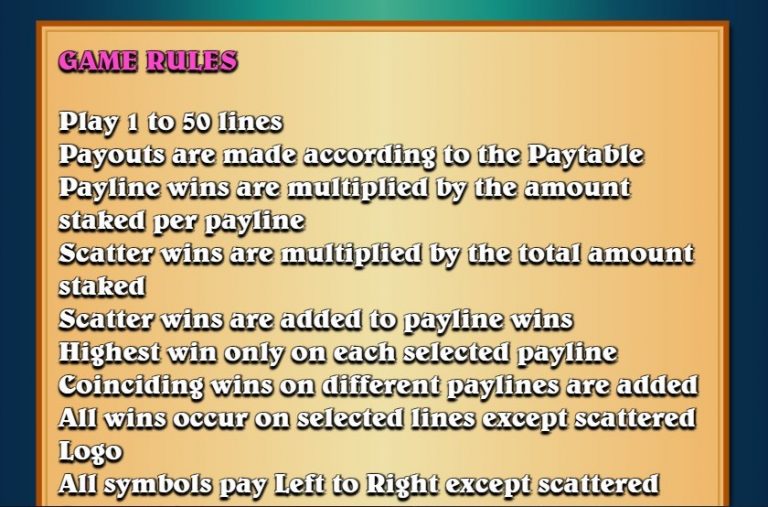 GAME RULES
Play 1 to 50 lines
Payouts are made according to the Paytable
Payline wins are multiplied by the amount
staked per payline
Scatter wins are multiplied by the total amount
staked
Scatter wins are added to payline wins
Highest win only on each selected payline
Coinciding wins on different paylines are added
All wins occur on selected lines except scattered
Logo
All symbols pay Left to Right except scattered